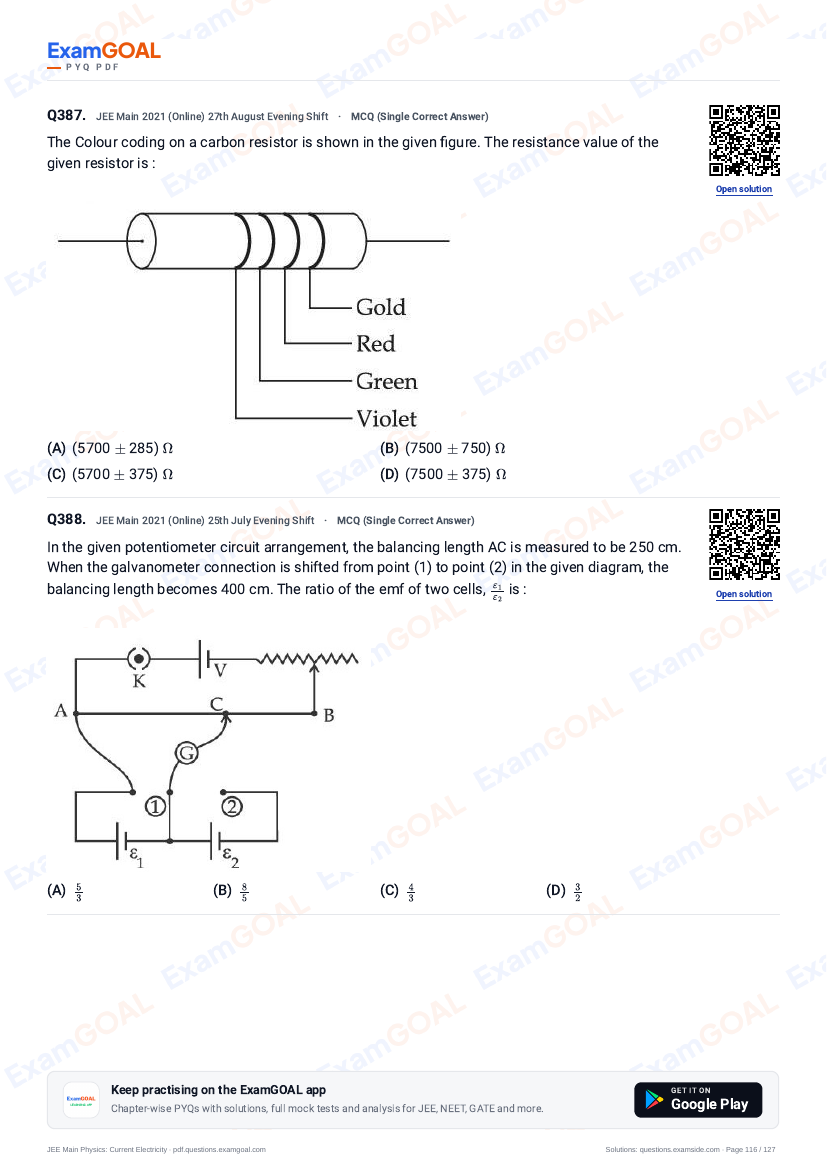 ExamGOAL
PYQ PDF
Q387. JEE Main 2021 (Online) 27th August Evening Shift · MCQ (Single Correct Answer)
The Colour coding on a carbon resistor is shown in the given figure. The resistance value of the
given resistor is :
Open solution
Gold
Red
Green
Violet
(A) (5700 ± 285) Ω
(B) (7500 ± 750) Ω
(C) (5700 ± 375) Ω
(D) (7500 ± 375) Ω
Q388. JEE Main 2021 (Online) 25th July Evening Shift · MCQ (Single Correct Answer)
In the given potentiometer circuit arrangement, the balancing length AC is measured to be 250 cm.
When the galvanometer connection is shifted from point (1) to point (2) in the given diagram, the
balancing length becomes 400 cm. The ratio of the emf of two cells, ε₁/ε₂ is :
Open solution
K
V
A
C
B
G
1
2
ε₁
ε₂
(A) 5/3
(B) 8/5
(C) 4/3
(D) 3/2
Keep practising on the ExamGOAL app
Chapter-wise PYQs with solutions, full mock tests and analysis for JEE, NEET, GATE and more.
GET IT ON
Google Play
JEE Main Physics: Current Electricity · pdf.questions.examgoal.com
Solutions: questions.examside.com · Page 116 / 127